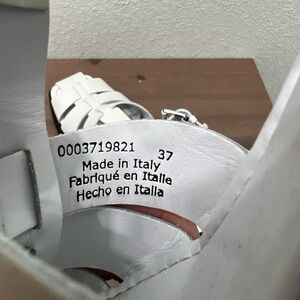 0003719821 37
Made in Italy
Fabriqué en Italie
Hecho en Italia